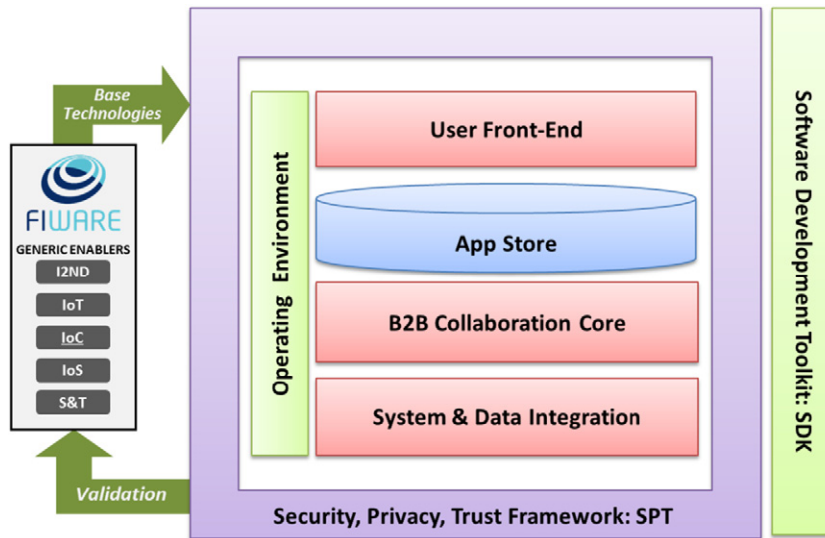 Base
Technologies
FIWARE
GENERIC ENABLERS
I2ND
IoT
IoC
IoS
S&T
Validation
Operating Environment
User Front-End
App Store
B2B Collaboration Core
System & Data Integration
Security, Privacy, Trust Framework: SPT
Software Development Toolkit: SDK